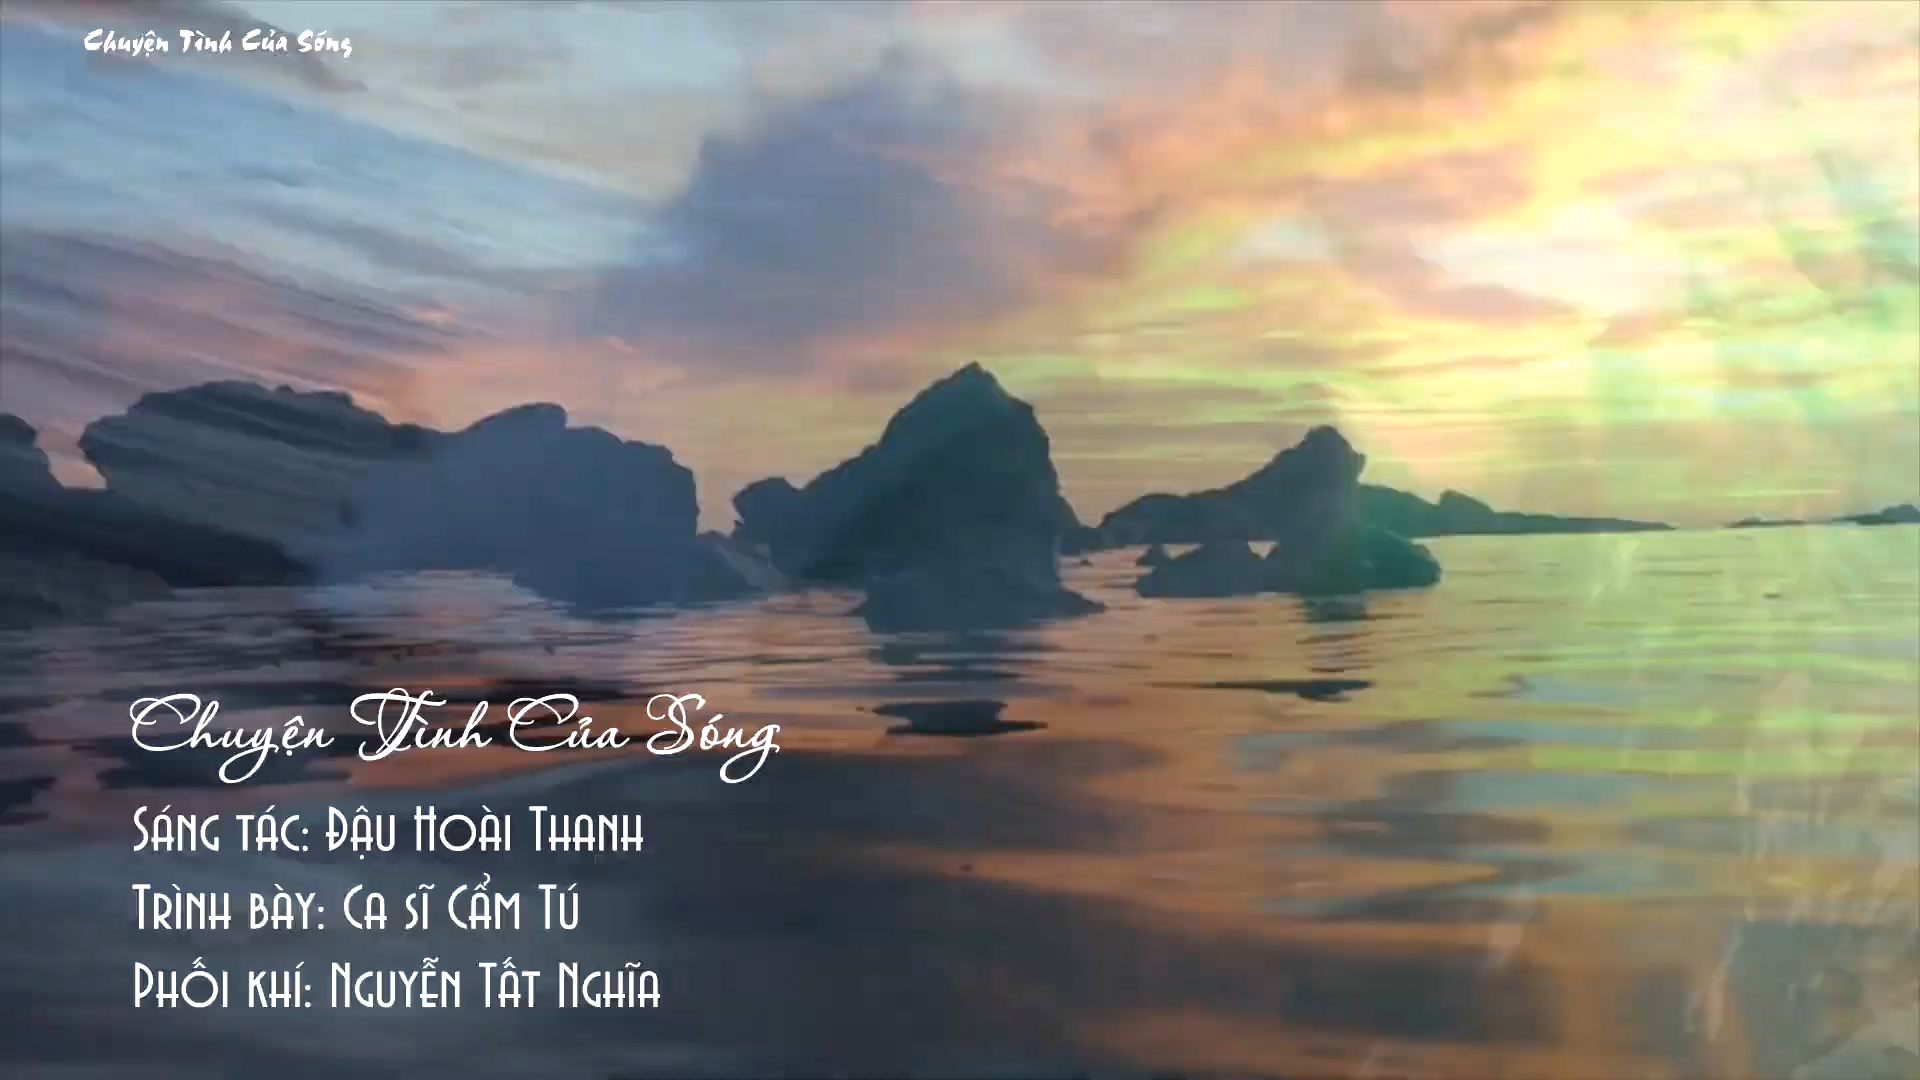 Chuyện Tình Của Sóng
Chuyện Tình Của Sóng
Sáng tác: Đậu Hoài Thanh
Trình bày: Ca sĩ Cẩm Tú
Phối khí: Nguyễn Tất Nghĩa